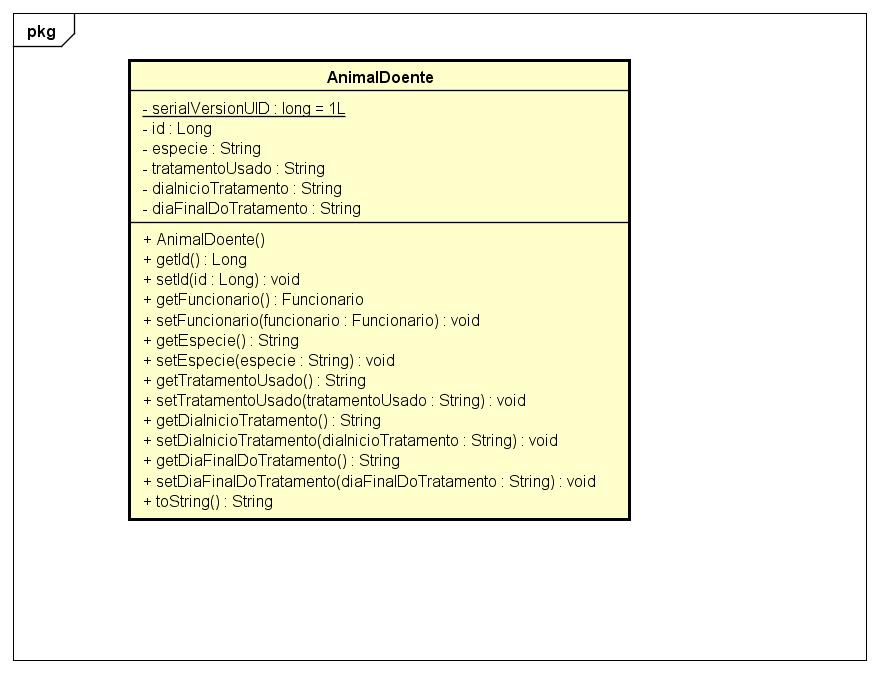 pkg
AnimalDoente
- serialVersionUID : long = 1L
- id : Long
- especie : String
- tratamentoUsado : String
- diaInicioTratamento : String
- diaFinalDoTratamento : String
+ AnimalDoente()
+ getId() : Long
+ setId(id : Long) : void
+ getFuncionario() : Funcionario
+ setFuncionario(funcionario : Funcionario) : void
+ getEspecie() : String
+ setEspecie(especie : String) : void
+ getTratamentoUsado() : String
+ setTratamentoUsado(tratamentoUsado : String) : void
+ getDiaInicioTratamento() : String
+ setDiaInicioTratamento(diaInicioTratamento : String) : void
+ getDiaFinalDoTratamento() : String
+ setDiaFinalDoTratamento(diaFinalDoTratamento : String) : void
+ toString() : String